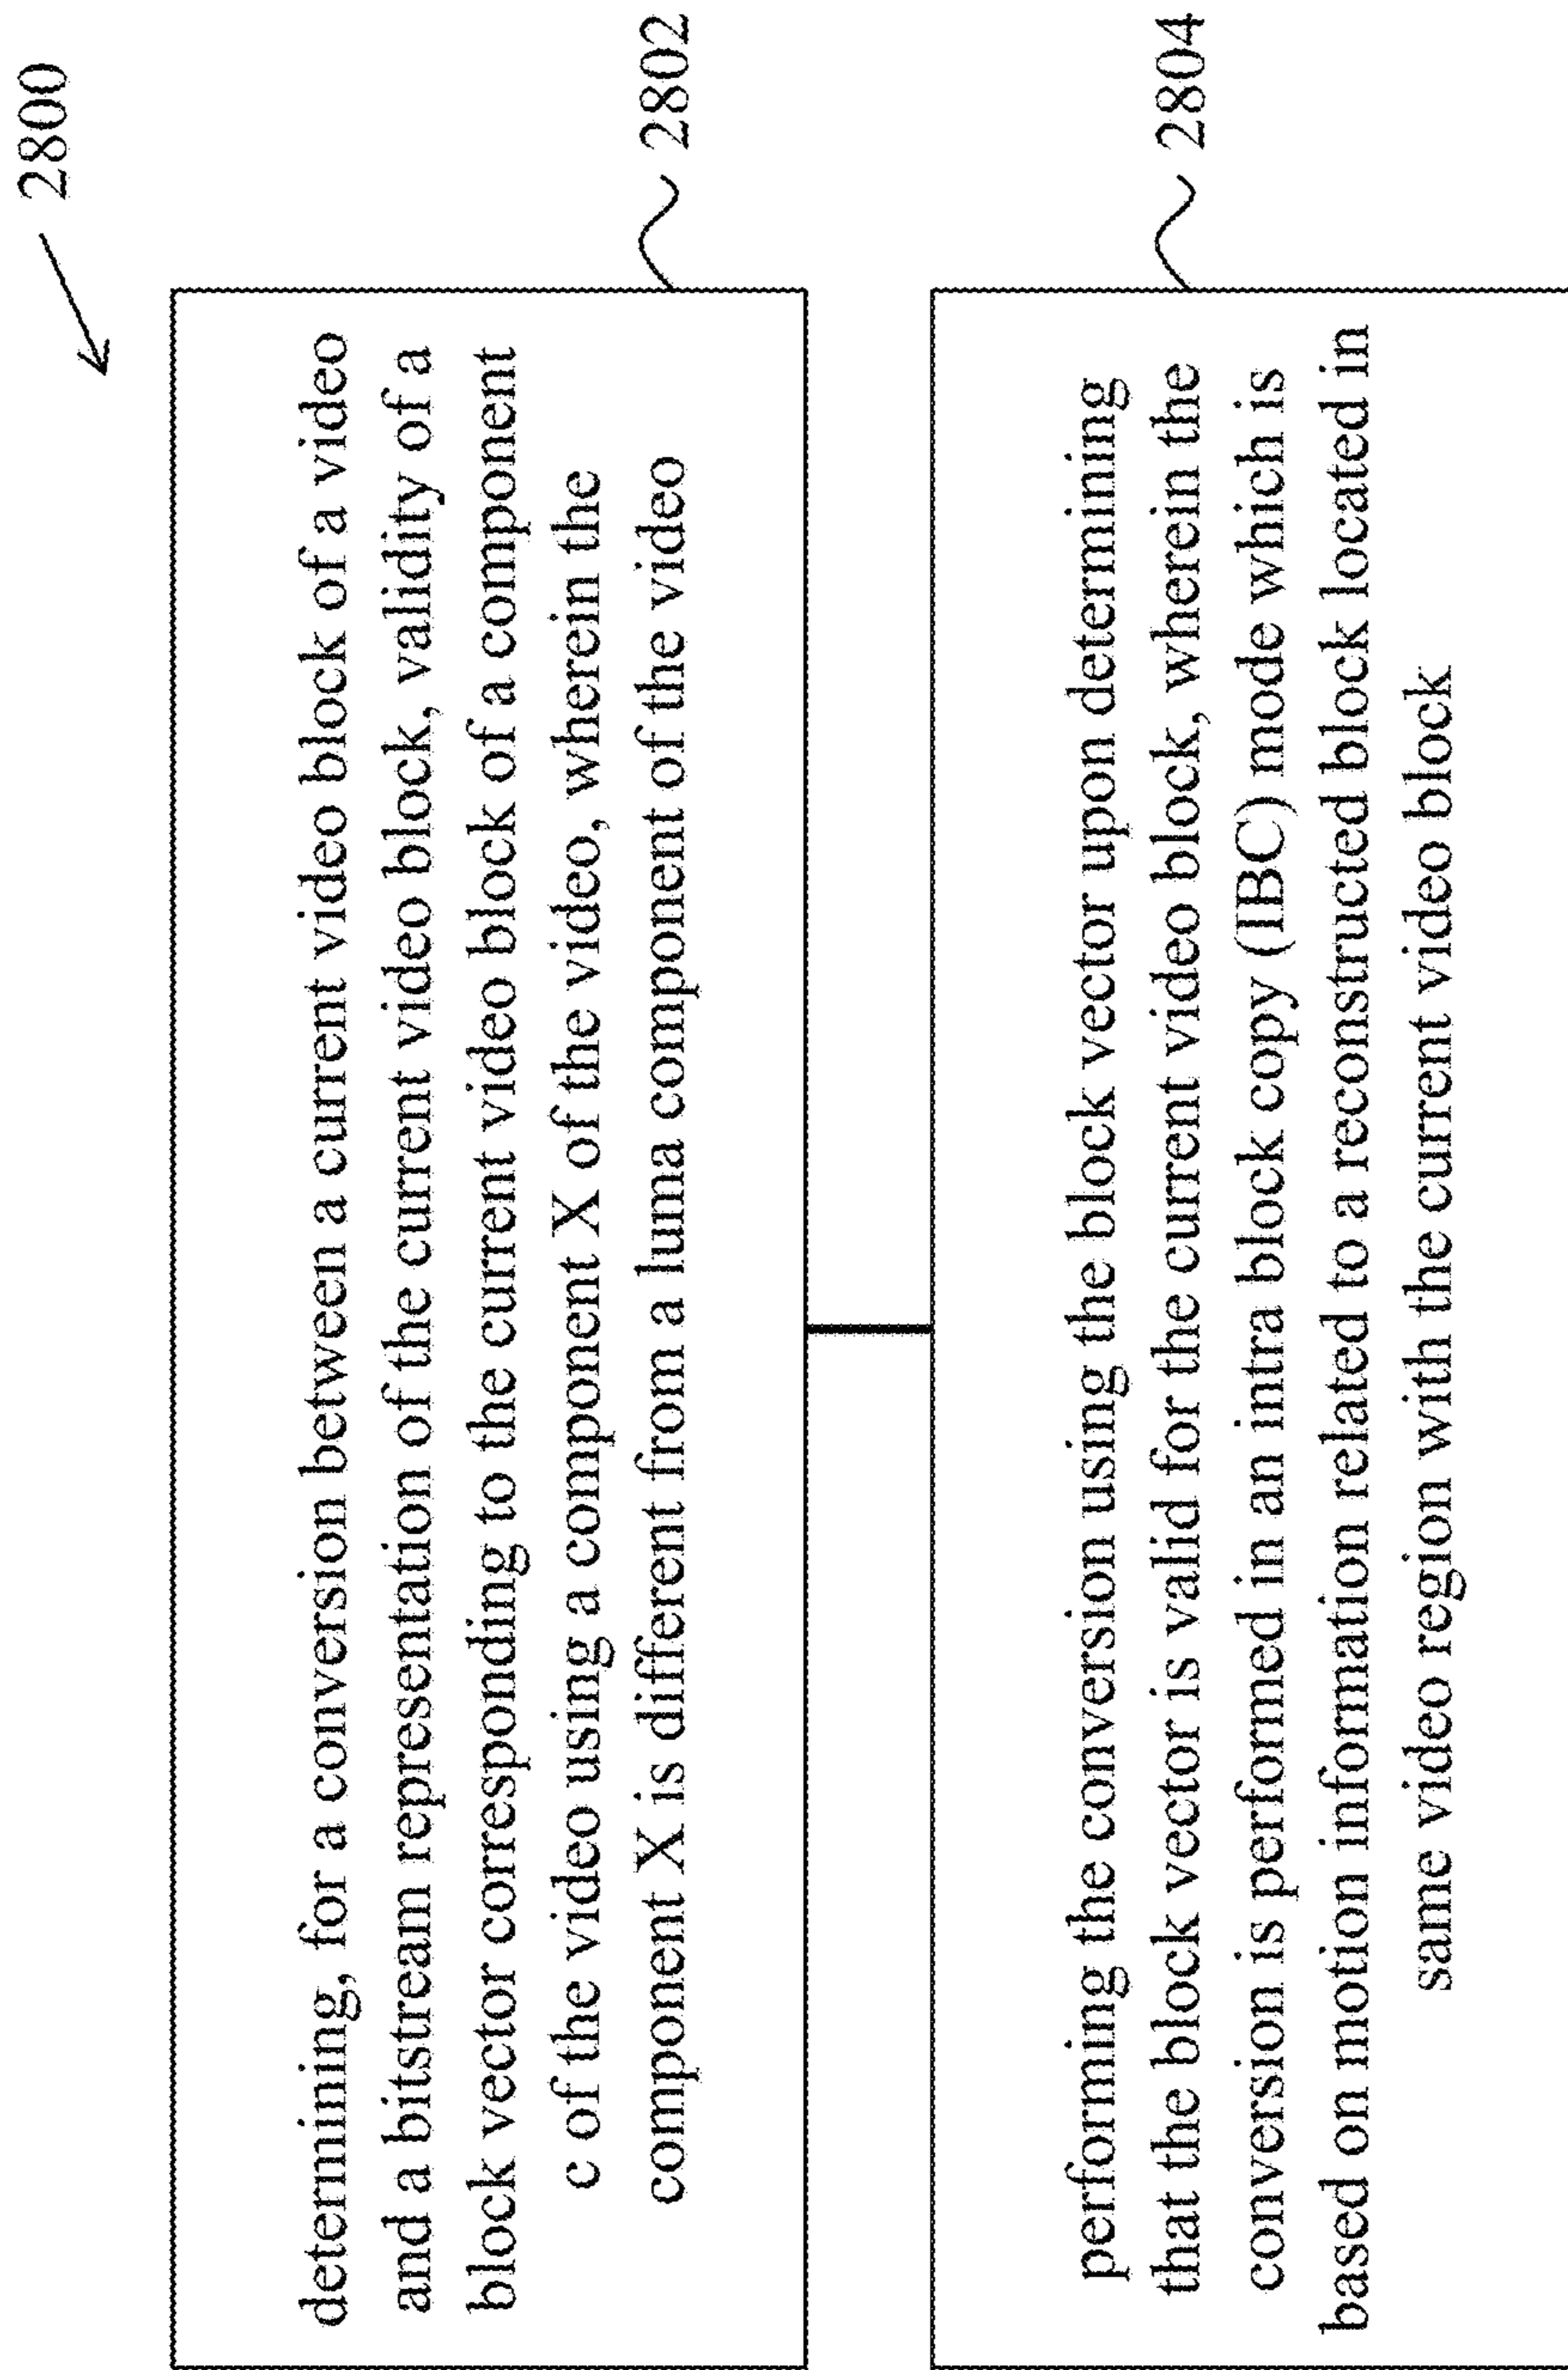 2800
determining, for a conversion between a current video block of a video
and a bitstream representation of the current video block, validity of a
block vector corresponding to the current video block of a component
c of the video using a component X of the video, wherein the
component X is different from a luma component of the video
2802
performing the conversion using the block vector upon determining
that the block vector is valid for the current video block, wherein the
conversion is performed in an intra block copy (IBC) mode which is
based on motion information related to a reconstructed block located in
same video region with the current video block
2804